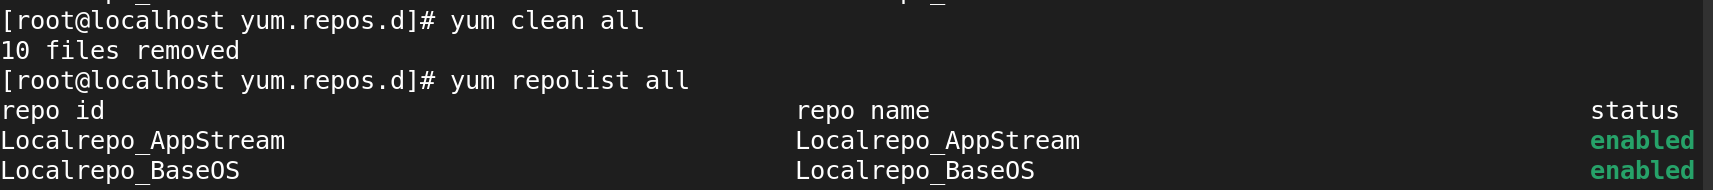 [root@localhost yum.repos.d]# yum clean all
10 files removed
[root@localhost yum.repos.d]# yum repolist all
repo id repo name status
Localrepo_AppStream Localrepo_AppStream enabled
Localrepo_BaseOS Localrepo_BaseOS enabled